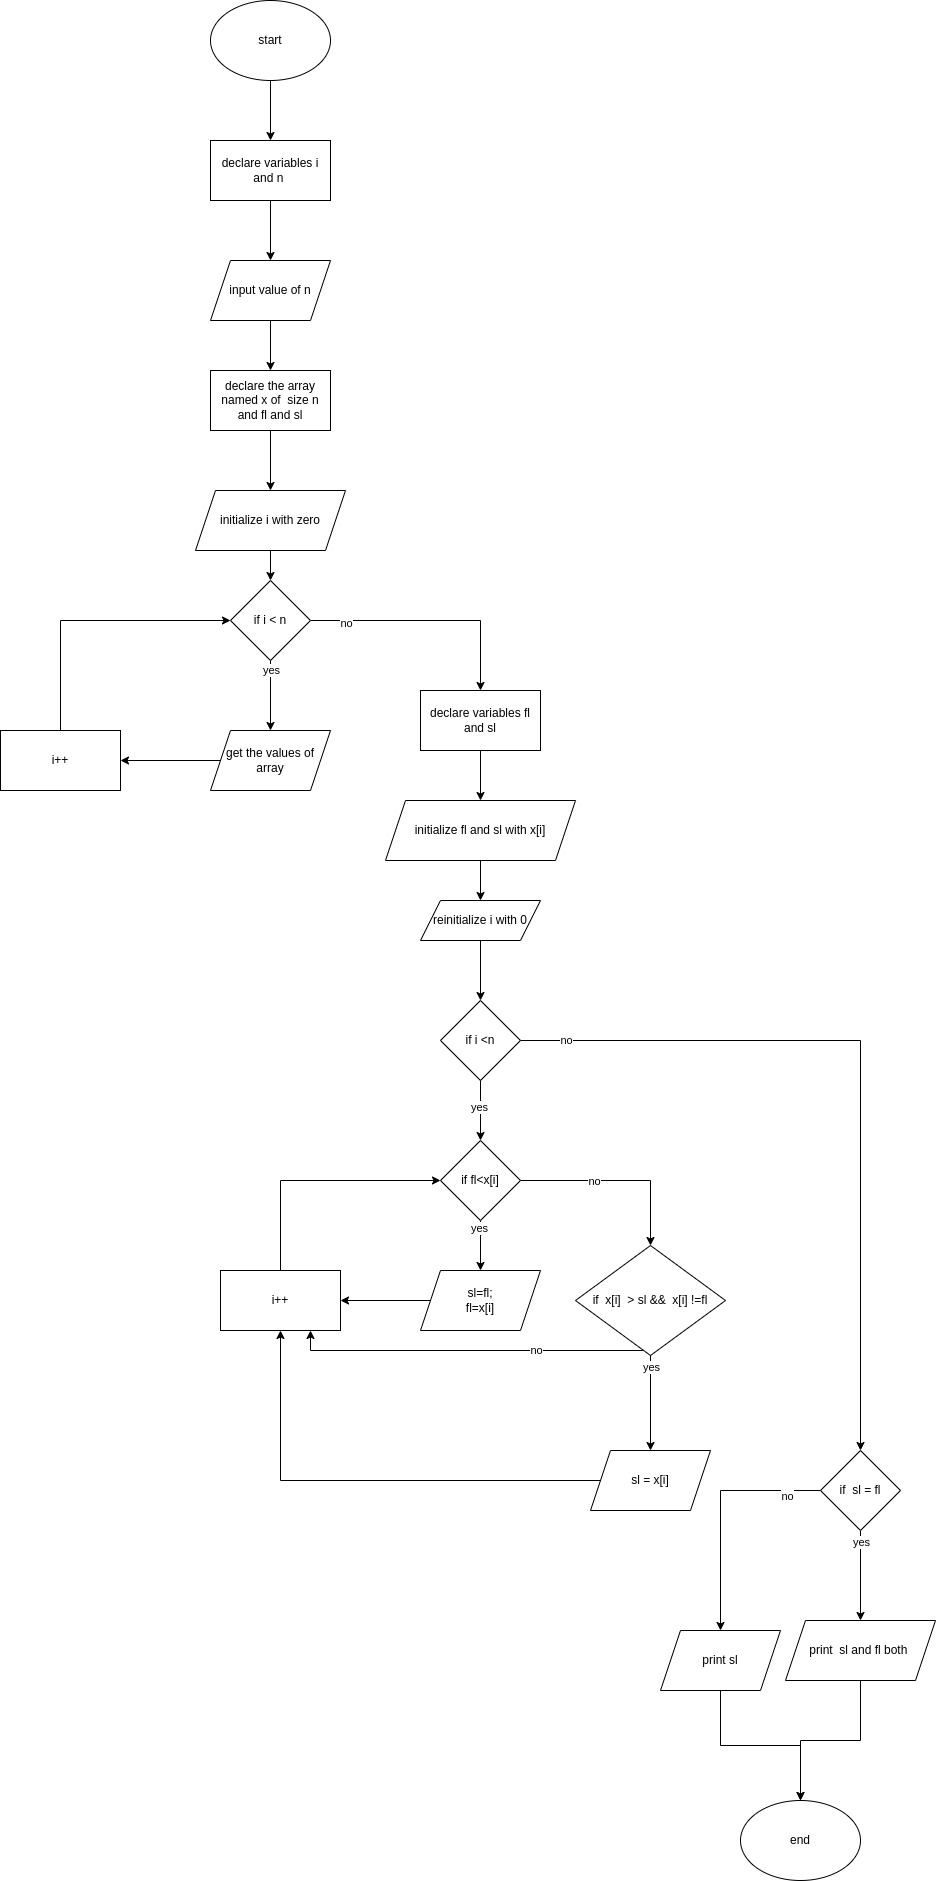 start
declare variables i
and n
input value of n
declare the array
named x of  size n
and fl and sl
initialize i with zero
if i < n
no
yes
get the values of
array
i++
declare variables fl
and sl
initialize fl and sl with x[i]
reinitialize i with 0
if i <n
no
yes
if fl<x[i]
no
yes
sl=fl;
fl=x[i]
i++
if  x[i]  > sl &&  x[i] !=fl
no
yes
sl = x[i]
if  sl = fl
no
yes
print  sl and fl both
print sl
end